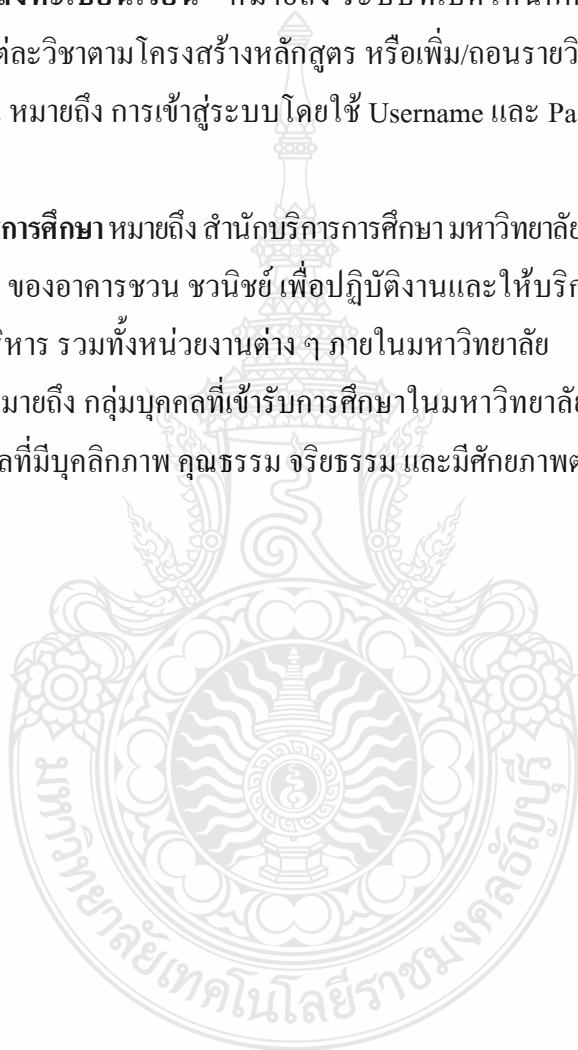 ต่ละวิชาตามโครงสร้างหลักสูตร หรือเพิ่ม/ถอนรายวิ
หมายถึง การเข้าสู่ระบบโดยใช้ Username และ Pa
การศึกษา หมายถึง สำนักบริการการศึกษา มหาวิทยาลัย
ของอาคารชวน ชวนิชย์ เพื่อปฏิบัติงานและให้บริก
ริหาร รวมทั้งหน่วยงานต่าง ๆ ภายในมหาวิทยาลัย
มายถึง กลุ่มบุคคลที่เข้ารับการศึกษาในมหาวิทยาลัย
ลที่มีบุคลิกภาพ คุณธรรม จริยธรรม และมีศักยภาพต
มหาวิทยาลัยเทคโนโลยีราชมงคลธัญบุรี